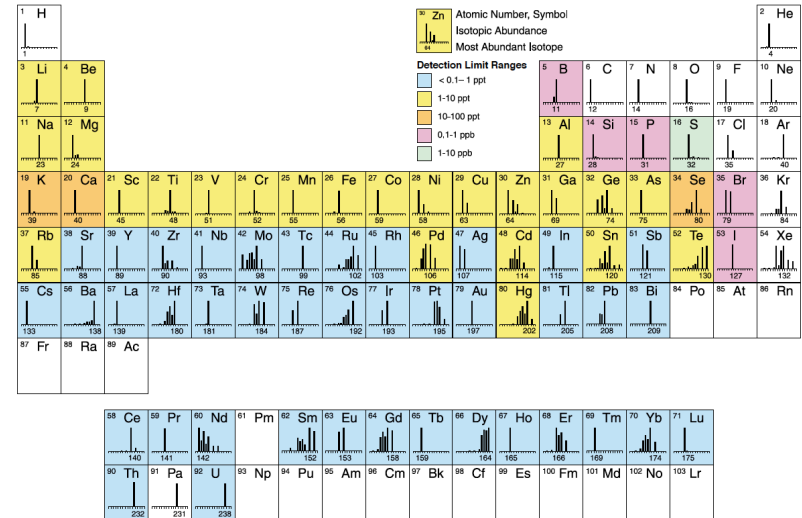 1 H
1
2 He
4
30 Zn
64
Atomic Number, Symbol
Isotopic Abundance
Most Abundant Isotope
Detection Limit Ranges
< 0.1– 1 ppt
1-10 ppt
10-100 ppt
0.1-1 ppb
1-10 ppb
3 Li 4 Be 5 B 6 C 7 N 8 O 9 F 10 Ne
7 9 11 12 14 16 19 20
11 Na 12 Mg 13 Al 14 Si 15 P 16 S 17 Cl 18 Ar
23 24 27 28 31 32 35 40
19 K 20 Ca 21 Sc 22 Ti 23 V 24 Cr 25 Mn 26 Fe 27 Co 28 Ni 29 Cu 30 Zn 31 Ga 32 Ge 33 As 34 Se 35 Br 36 Kr
39 40 45 48 51 52 55 56 59 58 63 64 69 74 75 80 79 84
37 Rb 38 Sr 39 Y 40 Zr 41 Nb 42 Mo 43 Tc 44 Ru 45 Rh 46 Pd 47 Ag 48 Cd 49 In 50 Sn 51 Sb 52 Te 53 I 54 Xe
85 88 89 90 93 98 99 102 103 106 107 114 115 120 121 130 127 132
55 Cs 56 Ba 57 La 72 Hf 73 Ta 74 W 75 Re 76 Os 77 Ir 78 Pt 79 Au 80 Hg 81 Tl 82 Pb 83 Bi 84 Po 85 At 86 Rn
133 138 139 180 181 184 187 192 193 195 197 202 205 208 209
87 Fr 88 Ra 89 Ac
58 Ce 59 Pr 60 Nd 61 Pm 62 Sm 63 Eu 64 Gd 65 Tb 66 Dy 67 Ho 68 Er 69 Tm 70 Yb 71 Lu
140 141 142 152 153 158 159 164 165 166 169 174 175
90 Th 91 Pa 92 U 93 Np 94 Pu 95 Am 96 Cm 97 Bk 98 Cf 99 Es 100 Fm 101 Md 102 No 103 Lr
232 231 238